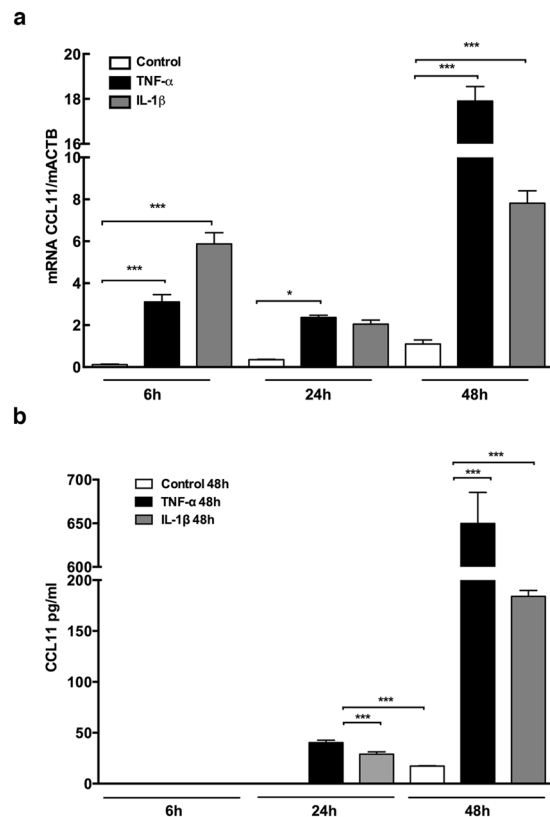 a
Control
TNF-α
IL-1β
mRNA CCL11/mACTB
20
18
16
10
8
6
4
2
0
***
***
*
***
***
6h
24h
48h
b
Control 48h
TNF-α 48h
IL-1β 48h
CCL11 pg/ml
700
650
600
200
150
100
50
0
***
***
***
***
6h
24h
48h